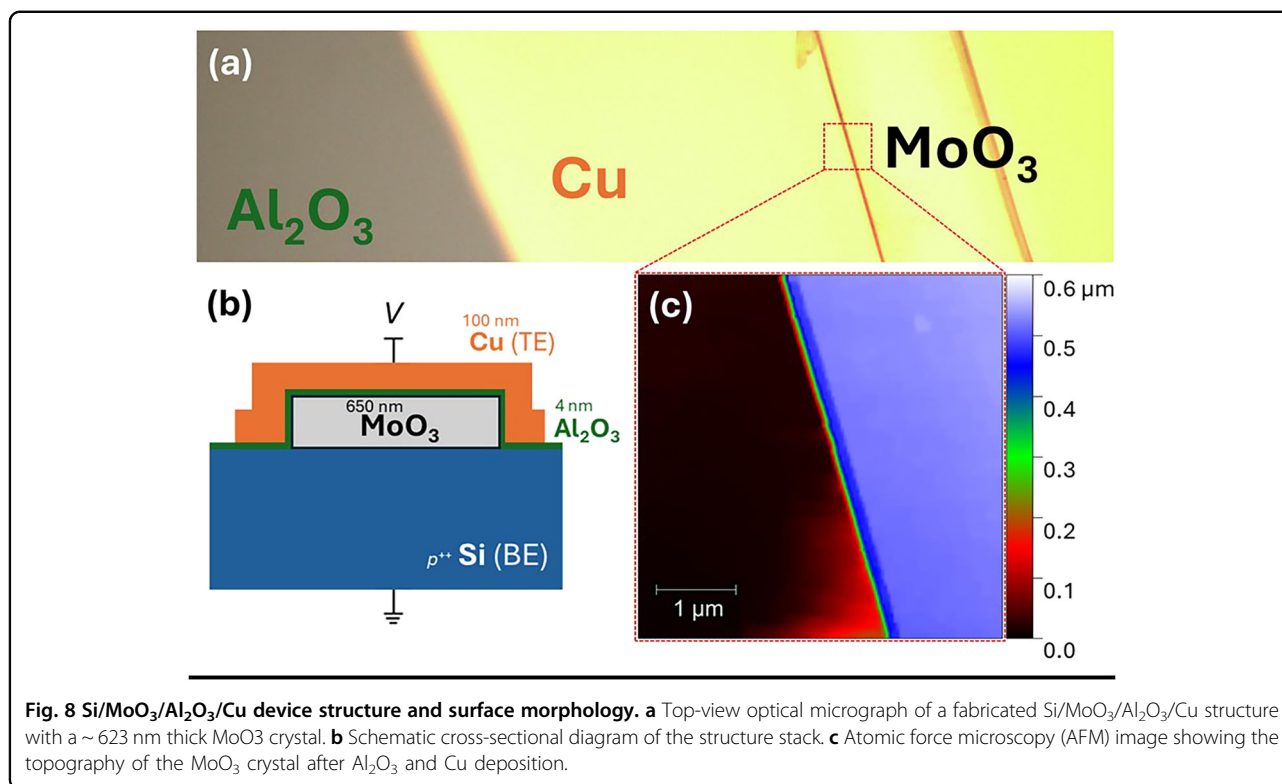 (a)
Al₂O₃
Cu
MoO₃
(b)
V
100 nm
Cu (TE)
650 nm
MoO₃
4 nm
Al₂O₃
p⁺⁺ Si (BE)
(c)
1 μm
0.6 μm
0.5
0.4
0.3
0.2
0.1
0.0
Fig. 8 Si/MoO₃/Al₂O₃/Cu device structure and surface morphology. a Top-view optical micrograph of a fabricated Si/MoO₃/Al₂O₃/Cu structure
with a ~ 623 nm thick MoO3 crystal. b Schematic cross-sectional diagram of the structure stack. c Atomic force microscopy (AFM) image showing the
topography of the MoO₃ crystal after Al₂O₃ and Cu deposition.